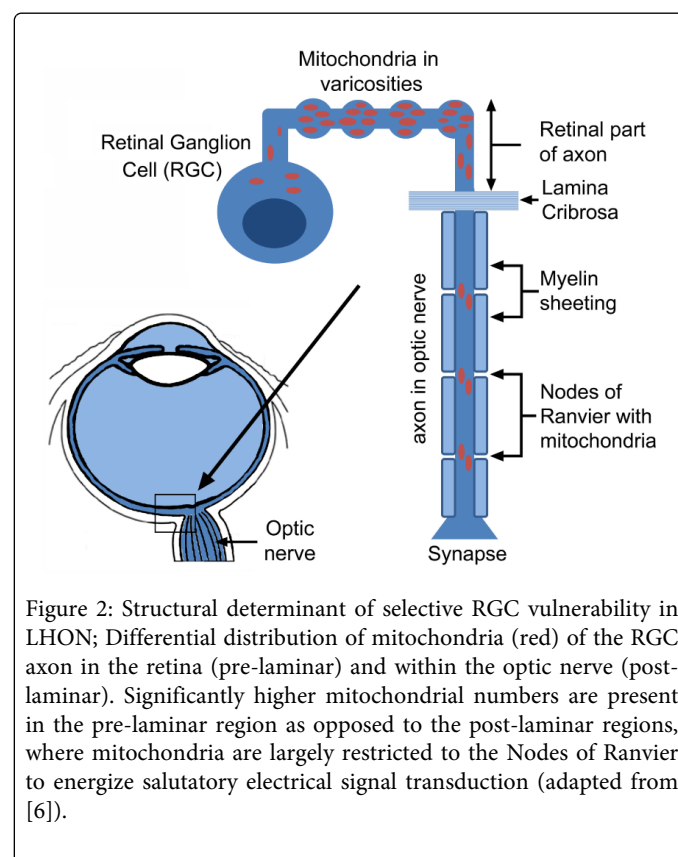 Mitochondria in
varicosities
Retinal Ganglion
Cell (RGC)
Retinal part
of axon
Lamina
Cribrosa
Myelin
sheeting
axon in optic nerve
Nodes of
Ranvier with
mitochondria
Optic
nerve
Synapse
Figure 2: Structural determinant of selective RGC vulnerability in
LHON; Differential distribution of mitochondria (red) of the RGC
axon in the retina (pre-laminar) and within the optic nerve (post-
laminar). Significantly higher mitochondrial numbers are present
in the pre-laminar region as opposed to the post-laminar regions,
where mitochondria are largely restricted to the Nodes of Ranvier
to energize salutatory electrical signal transduction (adapted from
[6]).